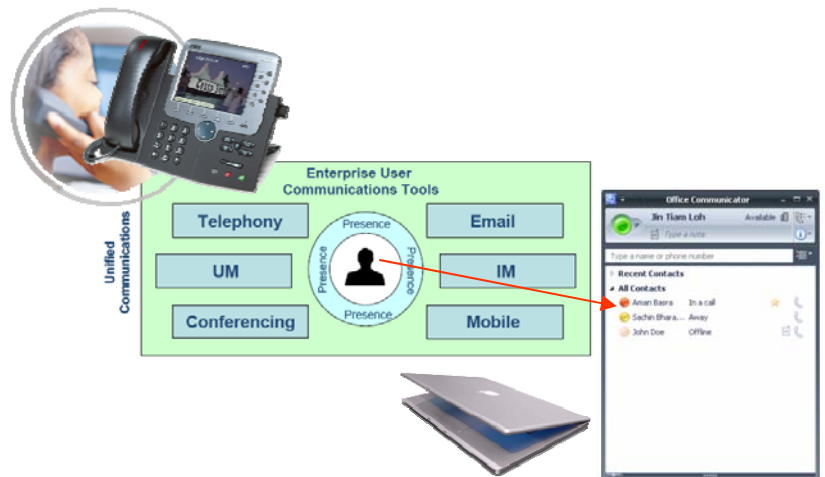 Enterprise User
Communications Tools
Unified
Communications
Telephony
Email
UM
IM
Conferencing
Mobile
Presence
Presence
Presence
Presence
Office Communicator
Jin Tiam Loh
Available
Type a note
Type a name or phone number
Recent Contacts
All Contacts
Aman Basra In a call
Sachin Bhara... Away
John Doe Offline